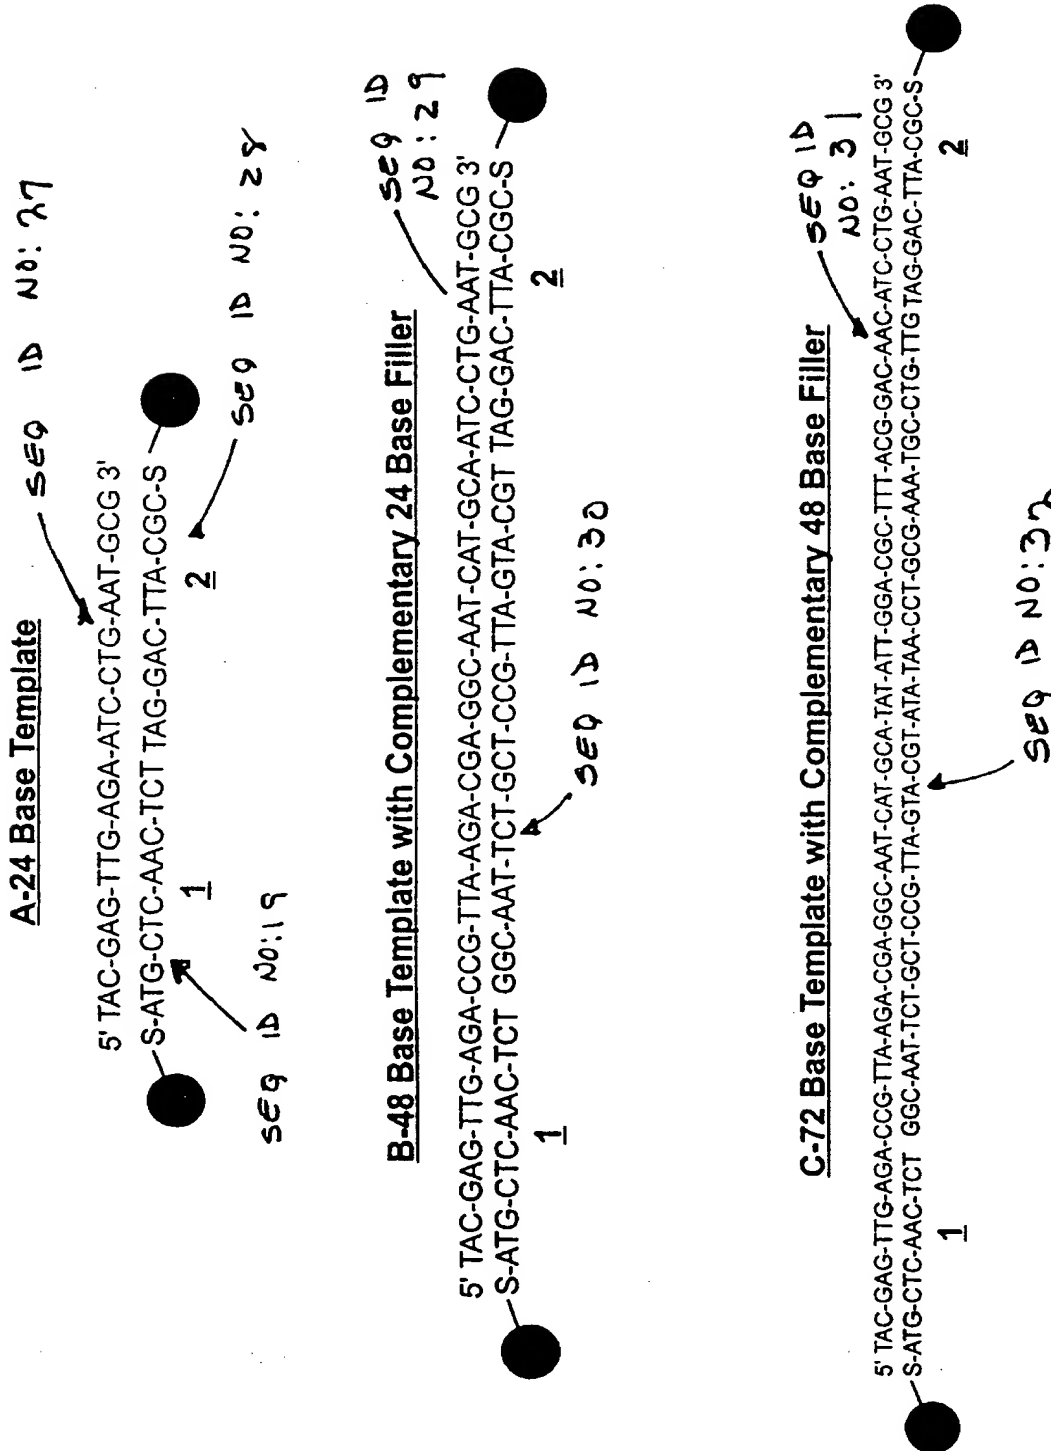 A-24 Base Template
SEQ ID NO: 27
5' TAC-GAG-TTG-AGA-ATC-CTG-AAT-GCG 3'
S-ATG-CTC-AAC-TCT TAG-GAC-TTA-CGC-S
1
2
SEQ ID NO:19
SEQ ID NO: 28
B-48 Base Template with Complementary 24 Base Filler
SEQ ID
NO: 29
5' TAC-GAG-TTG-AGA-CCG-TTA-AGA-CGA-GGC-AAT-CAT-GCA-ATC-CTG-AAT-GCG 3'
S-ATG-CTC-AAC-TCT GGC-AAT-TCT-GCT-CCG-TTA-GTA-CGT TAG-GAC-TTA-CGC-S
1
2
SEQ ID NO:30
C-72 Base Template with Complementary 48 Base Filler
SEQ ID
NO: 31
5' TAC-GAG-TTG-AGA-CCG-TTA-AGA-CGA-GGC-AAT-CAT-GCA-TAT-ATT-GGA-CGC-TTT-ACG-GAC-AAC-ATC-CTG-AAT-GCG 3'
S-ATG-CTC-AAC-TCT GGC-AAT-TCT-GCT-CCG-TTA-GTA-CGT-ATA-TAA-CCT-GCG-AAA-TGC-CTG-TTG TAG-GAC-TTA-CGC-S
1
2
SEQ ID NO:32